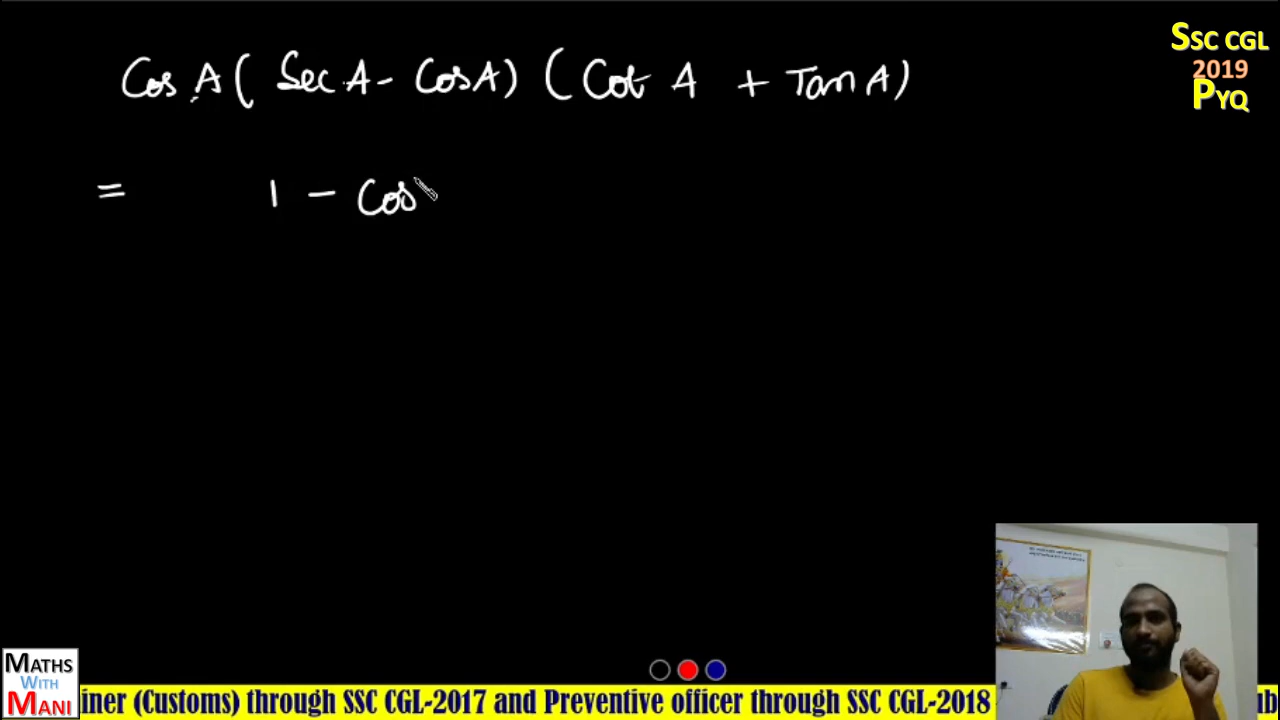 SSC CGL
2019
PYQ
Cos A ( Sec A - Cos A) ( Cot A + Tan A)
= 1 - Cos
MATHS
WITH
MANI
iner (Customs) through SSC CGL-2017 and Preventive officer through SSC CGL-2018
ub